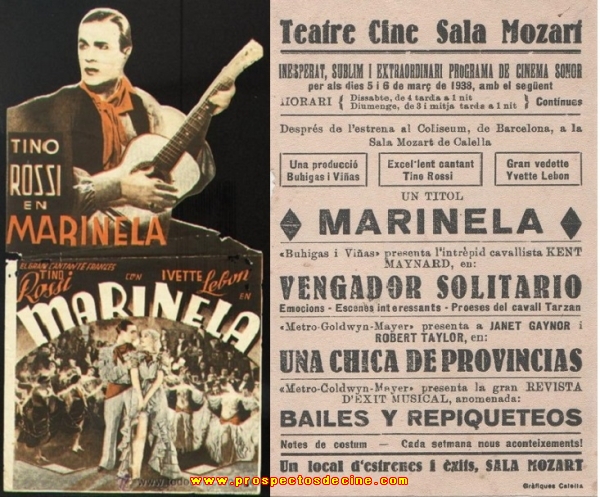 TINO
ROSSI
EN
MARINELA
EL GRAN CANTANTE FRANCES
TINO Rossi
CON IVETTE Lebon
EN
MARINELA
Teatre Cine Sala Mozart
INESPERAT, SUBLIM I EXTRAORDINARI PROGRAMA DE CINEMA SONOR
per als dies 5 i 6 de març de 1938, amb el següent
HORARI { Dissabte, de 4 tarda a 1 nit
Diumenge, de 3 i mitja tarda a 1 nit } Continues
Després de l'estrena al Coliseum, de Barcelona, a la
Sala Mozart de Calella
Una producció
Buhigas i Viñas
Excel·lent cantant
Tino Rossi
Gran vedette
Yvette Lebon
UN TITOL
MARINELA
«Buhigas i Viñas» presenta l'intrèpid cavallista KENT
MAYNARD, en:
VENGADOR SOLITARIO
Emocions - Escenes interessants - Proeses del cavall Tarzan
«Metro-Goldwyn-Mayer» presenta a JANET GAYNOR i
ROBERT TAYLOR, en:
UNA CHICA DE PROVINCIAS
«Metro-Goldwyn-Mayer» presenta la gran REVISTA
D'ÈXIT MUSICAL, anomenada:
BAILES Y REPIQUETEOS
Notes de costum — Cada setmana nous aconteixements!
Un local d'estrenes i èxits, SALA MOZART
Gràfiques Calella
www.prospectosdecine.com